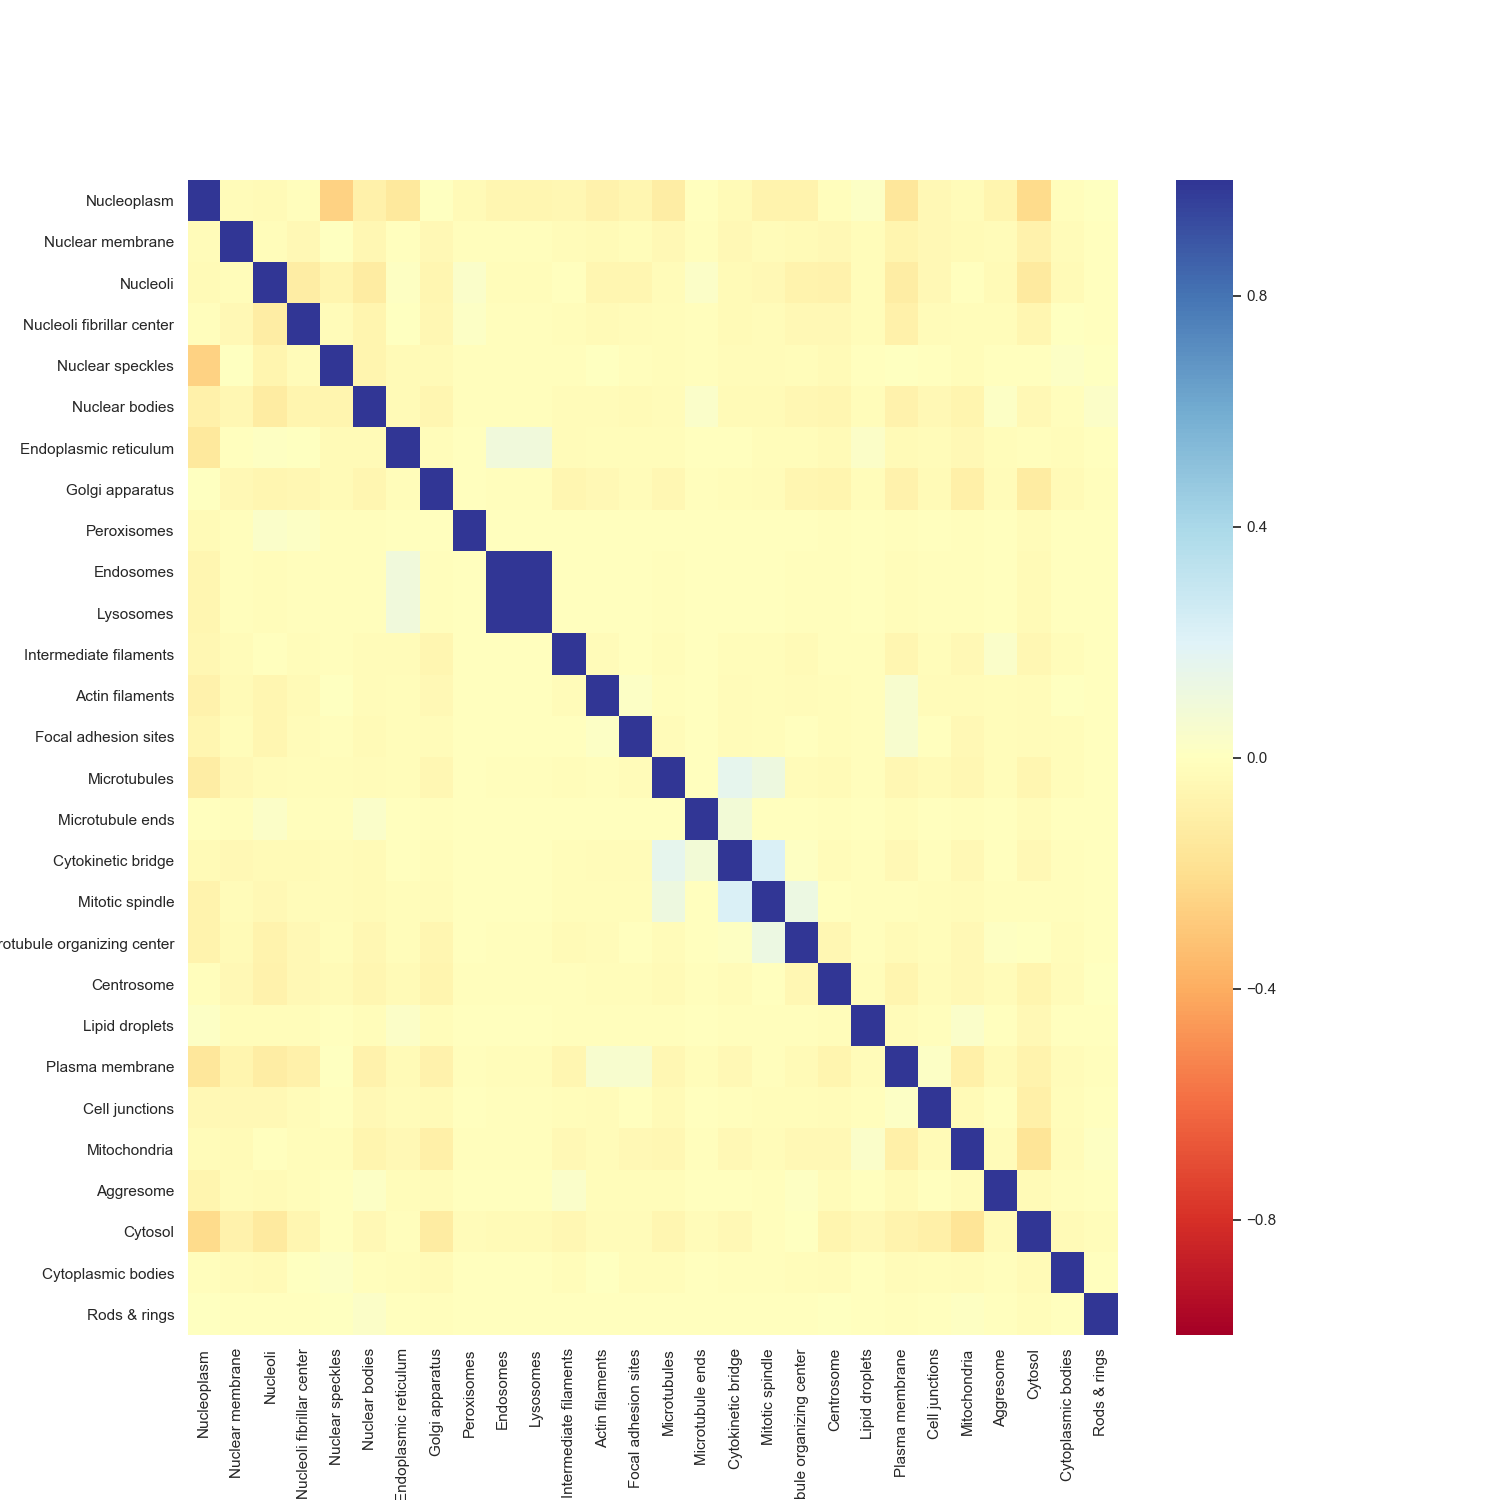 Nucleoplasm
Nuclear membrane
Nucleoli
Nucleoli fibrillar center
Nuclear speckles
Nuclear bodies
Endoplasmic reticulum
Golgi apparatus
Peroxisomes
Endosomes
Lysosomes
Intermediate filaments
Actin filaments
Focal adhesion sites
Microtubules
Microtubule ends
Cytokinetic bridge
Mitotic spindle
rotubule organizing center
Centrosome
Lipid droplets
Plasma membrane
Cell junctions
Mitochondria
Aggresome
Cytosol
Cytoplasmic bodies
Rods & rings
Nucleoplasm
Nuclear membrane
Nucleoli
Nucleoli fibrillar center
Nuclear speckles
Nuclear bodies
Endoplasmic reticulum
Golgi apparatus
Peroxisomes
Endosomes
Lysosomes
Intermediate filaments
Actin filaments
Focal adhesion sites
Microtubules
Microtubule ends
Cytokinetic bridge
Mitotic spindle
bule organizing center
Centrosome
Lipid droplets
Plasma membrane
Cell junctions
Mitochondria
Aggresome
Cytosol
Cytoplasmic bodies
Rods & rings
0.8
0.4
0.0
−0.4
−0.8